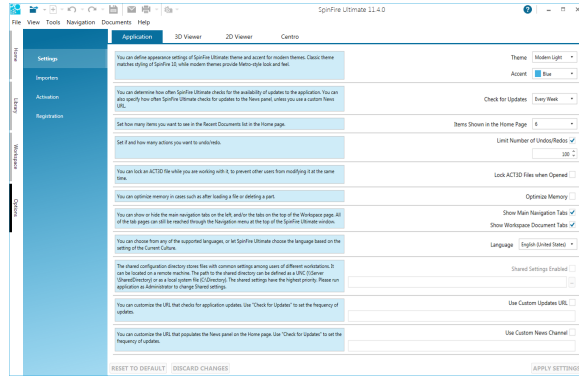 SpinFire Ultimate 11.4.0
File View Tools Navigation Documents Help
Home
Library
Workspace
Options
Settings
Importers
Activation
Registration
Application 3D Viewer 2D Viewer Centro
You can define appearance settings of SpinFire Ultimate: theme and accent for modern themes. Classic theme
matches styling of SpinFire 10, while modern themes provide Metro-style look and feel.
Theme Modern Light
Accent Blue
You can determine how often SpinFire Ultimate checks for the availability of updates to the application. You can
also specify how often SpinFire Ultimate checks for updates to the News panel, unless you use a custom News
URL.
Check for Updates Every Week
Set how many items you want to see in the Recent Documents list in the Home page.
Items Shown in the Home Page 6
Set if and how many actions you want to undo/redo.
Limit Number of Undos/Redos
100
You can lock an ACT3D file while you are working with it, to prevent other users from modifying it at the same
time.
Lock ACT3D Files when Opened
You can optimize memory in cases such as after loading a file or deleting a part.
Optimize Memory
You can show or hide the main navigation tabs on the left, and/or the tabs on the top of the Workspace page. All
of the tab pages can still be reached through the Navigation menu at the top of the SpinFire Ultimate window.
Show Main Navigation Tabs
Show Workspace Document Tabs
You can choose from any of the supported languages, or let SpinFire Ultimate choose the language based on the
setting of the Current Culture.
Language English (United States)
The shared configuration directory stores files with common settings among users of different workstations. It
can be located on a remote machine. The path to the shared directory can be defined as a UNC (\\Server
\SharedDirectory) or as a local system file (C:\Directory). The shared settings have the highest priority. Please run
application as Administrator to change Shared settings.
Shared Settings Enabled
You can customize the URL that checks for application updates. Use "Check for Updates" to set the frequency of
updates.
Use Custom Updates URL
You can customize the URL that populates the News panel on the Home page. Use "Check for Updates" to set the
frequency of updates.
Use Custom News Channel
RESET TO DEFAULT DISCARD CHANGES APPLY SETTINGS